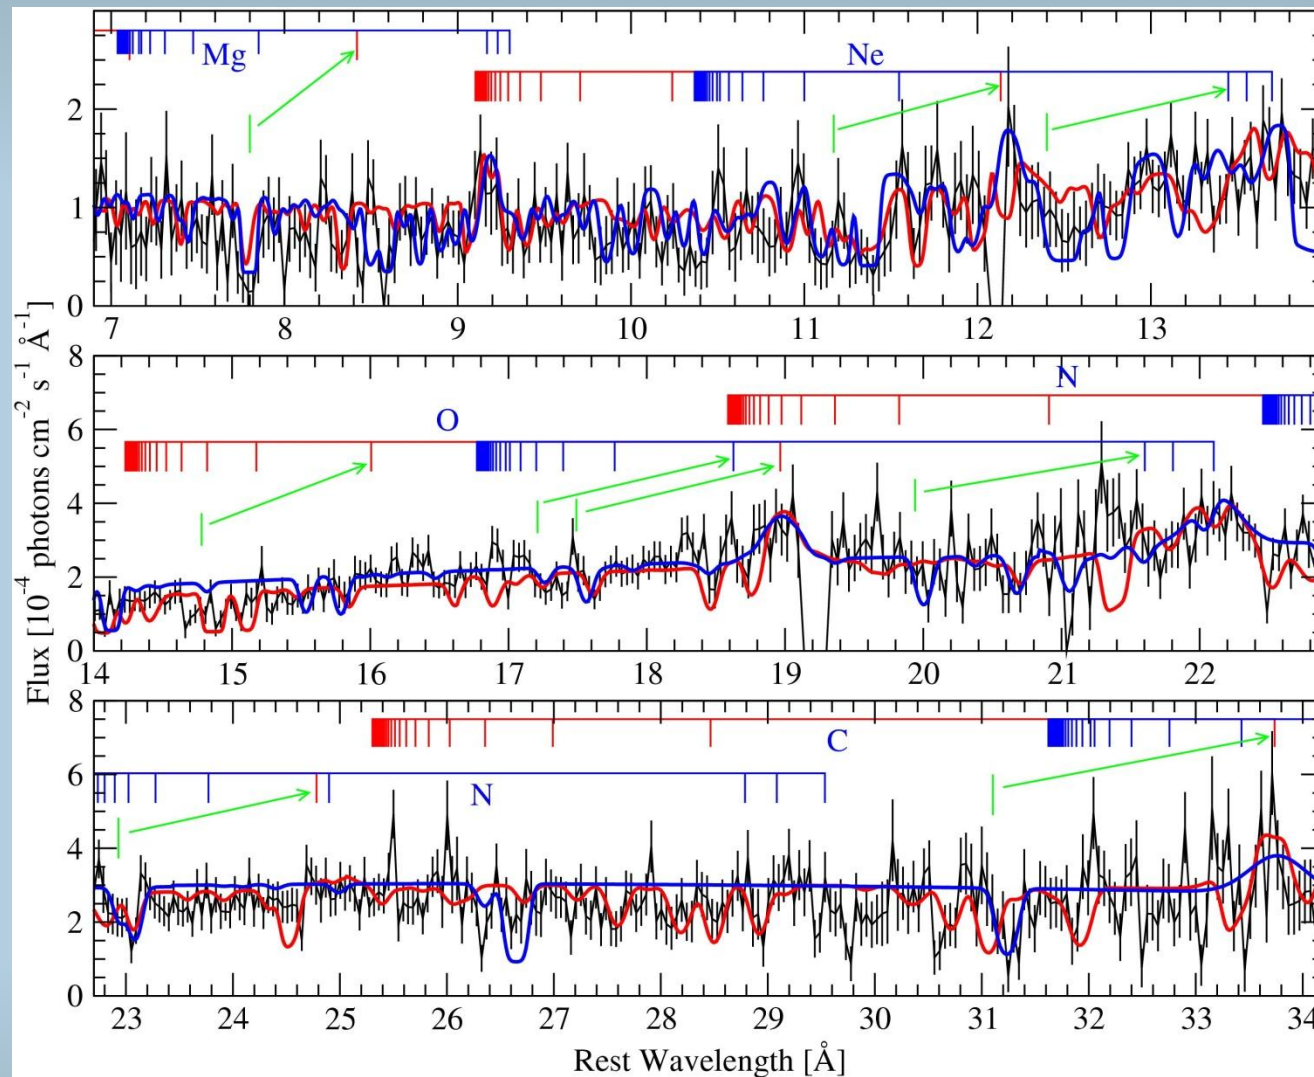 Mg
Ne
2
1
0
7 8 9 10 11 12 13
Flux [10⁻⁴ photons cm⁻² s⁻¹ Å⁻¹]
8
N
O
6
4
2
0
14 15 16 17 18 19 20 21 22
8
C
6
N
4
2
0
23 24 25 26 27 28 29 30 31 32 33 34
Rest Wavelength [Å]